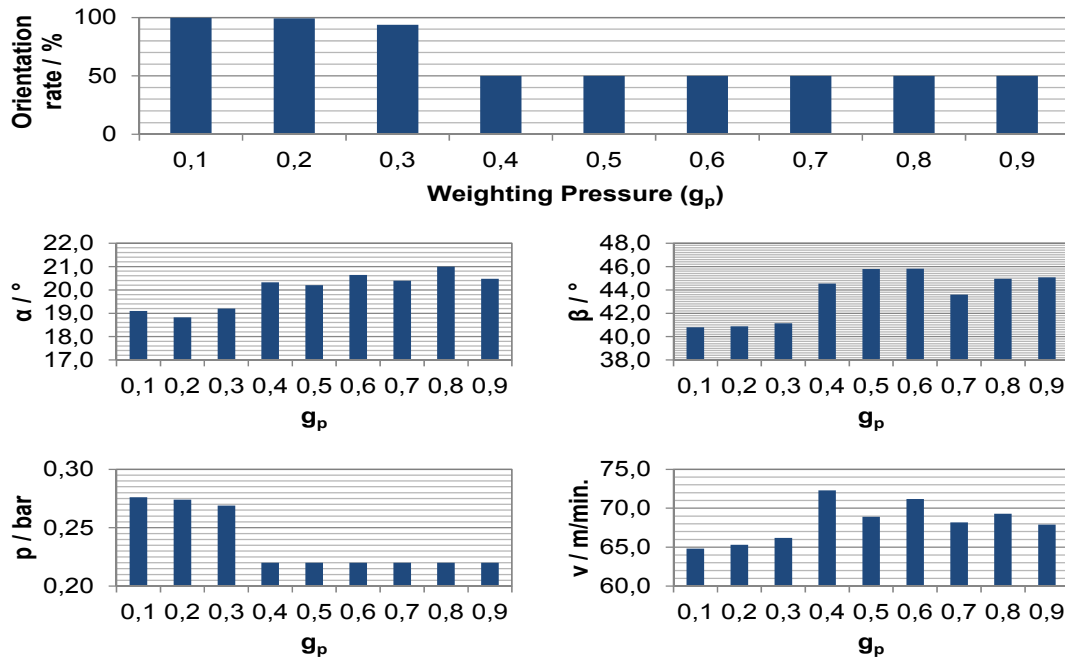 Orientation
rate / %
100
50
0
0,1 0,2 0,3 0,4 0,5 0,6 0,7 0,8 0,9
Weighting Pressure (gp)
α / °
22,0
21,0
20,0
19,0
18,0
17,0
0,1 0,2 0,3 0,4 0,5 0,6 0,7 0,8 0,9
gp
β / °
48,0
46,0
44,0
42,0
40,0
38,0
0,1 0,2 0,3 0,4 0,5 0,6 0,7 0,8 0,9
gp
p / bar
0,30
0,25
0,20
0,1 0,2 0,3 0,4 0,5 0,6 0,7 0,8 0,9
gp
v / m/min.
75,0
70,0
65,0
60,0
0,1 0,2 0,3 0,4 0,5 0,6 0,7 0,8 0,9
gp